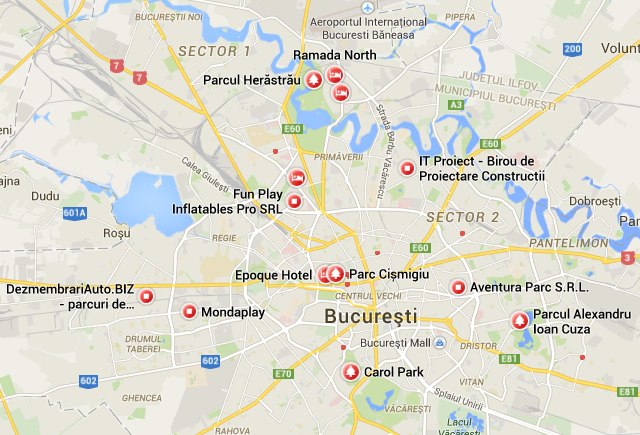 BUCUREȘTII NOI
PIPERA
Aeroportul Internațional
Bucuresti Băneasa
SECTOR 1
Ramada North
200
Volunt
7
Parcul Herăstrău
JUDEȚUL ILFOV
MUNICIPIUL BUCUREȘTI
7
A3
Strada Barbu Văcărescu
E60
Calea Giulești
PRIMĂVERII
IT Proiect - Birou de
Proiectare Constructii
Dudu
Fun Play
Inflatables Pro SRL
Dobroești
601A
SECTOR 2
Roșu
REGIE
PANTELIMON
E60
Epoque Hotel
Parc Cișmigiu
DezmembrariAuto.BIZ
- parcuri de...
CENTRUL VECHI
Aventura Parc S.R.L.
Mondaplay
București
Parcul Alexandru
Ioan Cuza
DRUMUL
TABEREI
București Mall
DRISTOR
E81
602
E70
Carol Park
VITAN
602
E81
GHENCEA
VĂCĂREȘTI
Splaiul Unirii
RAHOVA
Lacul
Văcărești